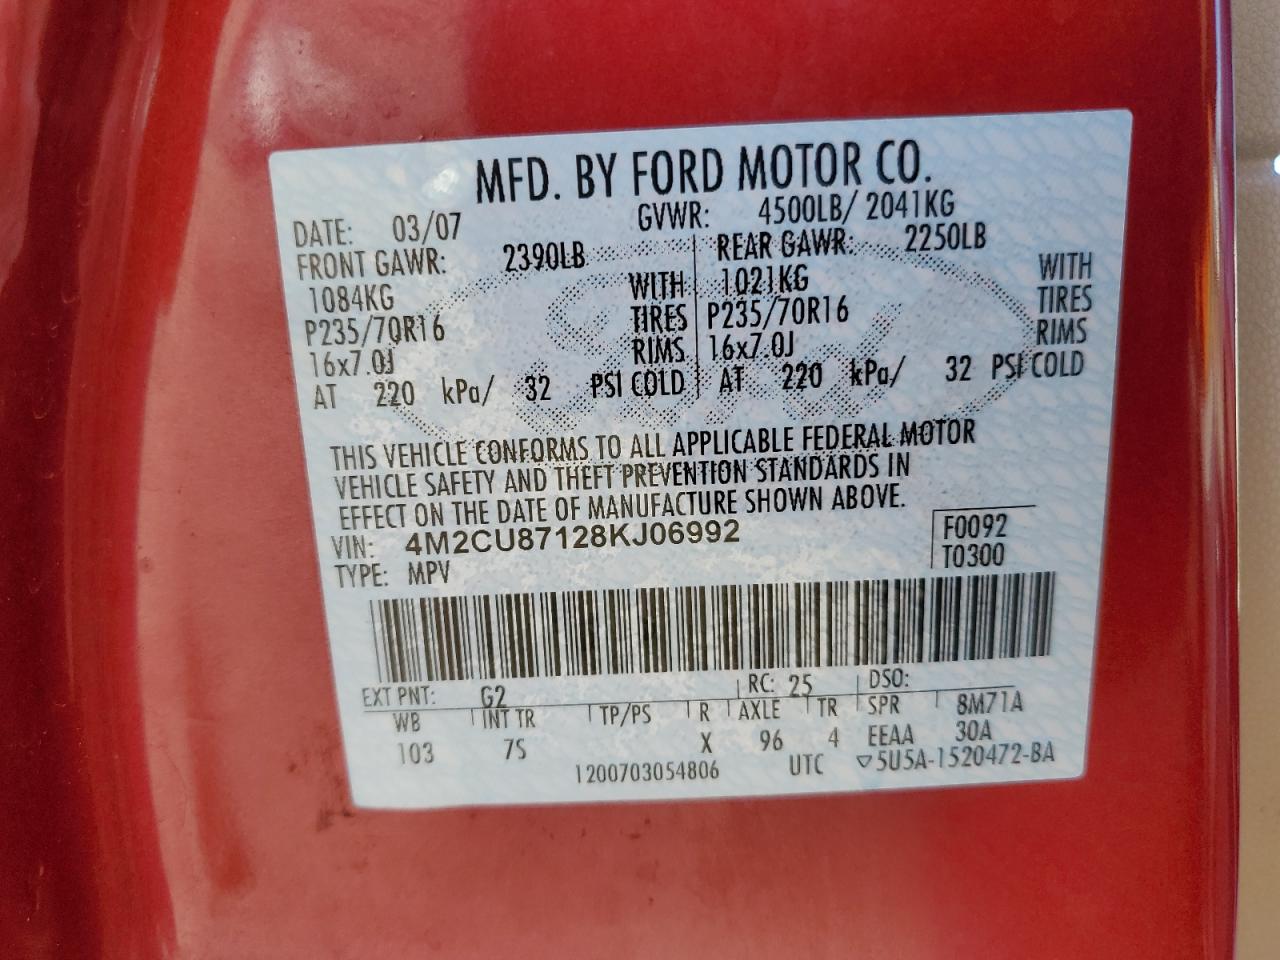 MFD. BY FORD MOTOR CO.
DATE: 03/07 GVWR: 4500LB/ 2041KG
FRONT GAWR: 2390LB REAR GAWR: 2250LB
1084KG WITH 1021KG WITH
P235/70R16 TIRES P235/70R16 TIRES
16x7.0J RIMS 16x7.0J RIMS
AT 220 kPa/ 32 PSI COLD AT 220 kPa/ 32 PSI COLD
THIS VEHICLE CONFORMS TO ALL APPLICABLE FEDERAL MOTOR
VEHICLE SAFETY AND THEFT PREVENTION STANDARDS IN
EFFECT ON THE DATE OF MANUFACTURE SHOWN ABOVE.
VIN: 4M2CU87128KJ06992 F0092
TYPE: MPV T0300
EXT PNT: G2 RC: 25 DSO:
WB INT TR TP/PS R AXLE TR SPR 8M71A
103 7S X 96 4 EEAA 30A
1200703054806 UTC ▽5U5A-1520472-BA